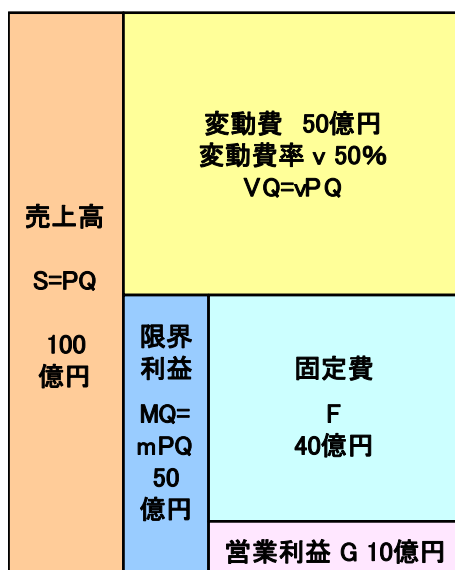 売上高
S=PQ
100
億円
変動費 50億円
変動費率 v 50%
VQ=vPQ
限界
利益
MQ=
mPQ
50
億円
固定費
F
40億円
営業利益 G 10億円